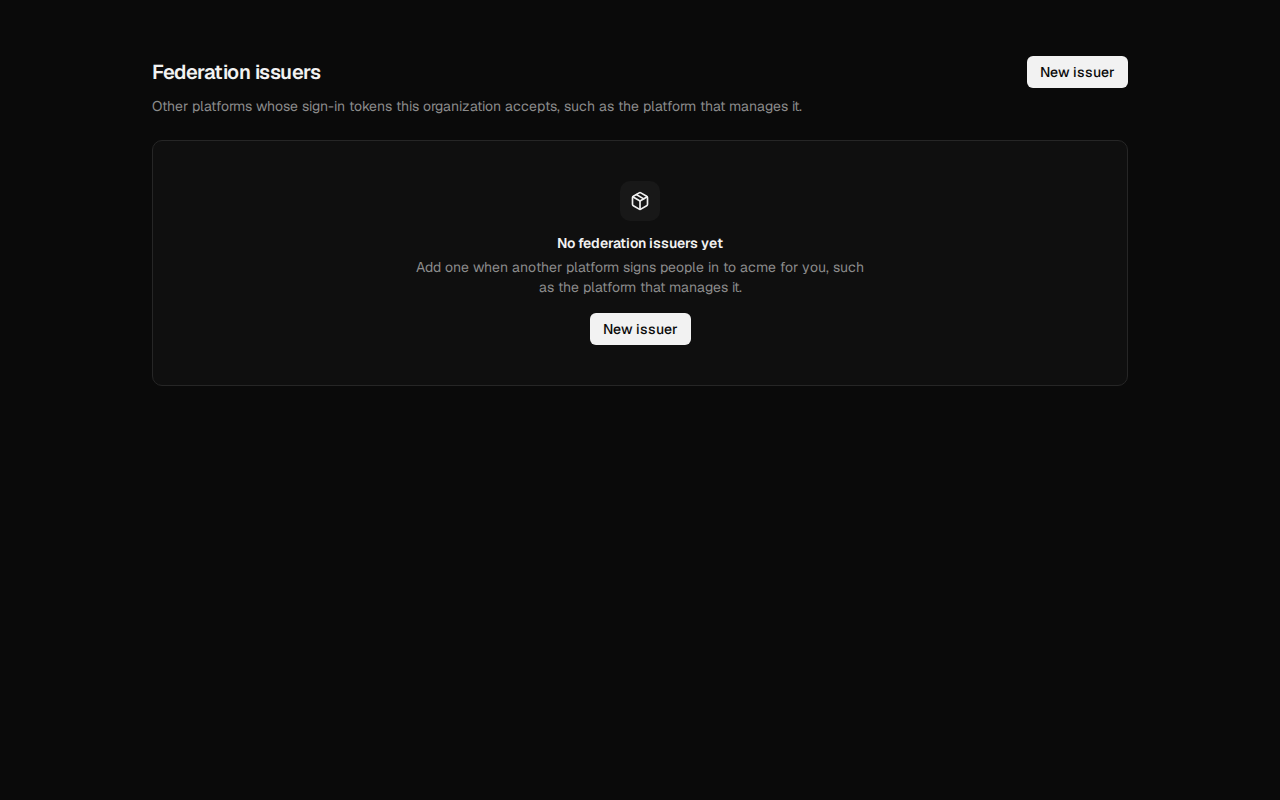 Federation issuers
New issuer
Other platforms whose sign-in tokens this organization accepts, such as the platform that manages it.
No federation issuers yet
Add one when another platform signs people in to acme for you, such
as the platform that manages it.
New issuer